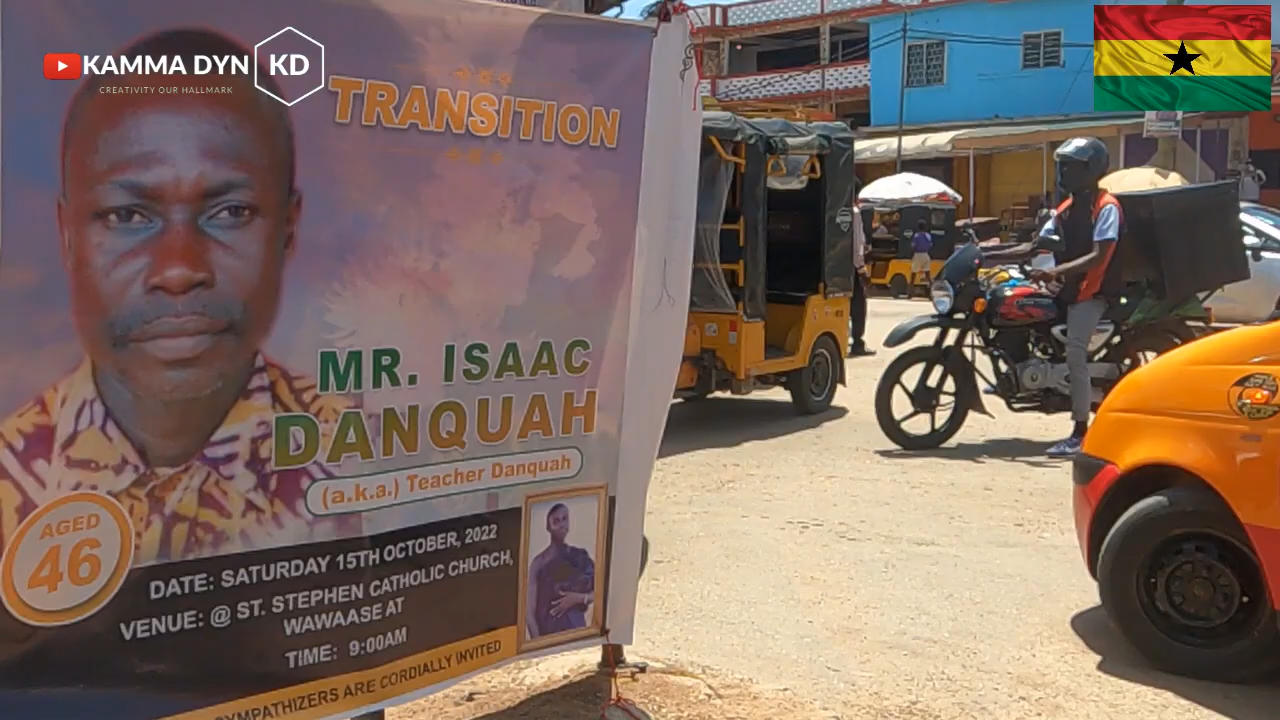 KAMMA DYN KD
CREATIVITY OUR HALLMARK
TRANSITION
MR. ISAAC
DANQUAH
(a.k.a.) Teacher Danquah
AGED
46
DATE: SATURDAY 15TH OCTOBER, 2022
VENUE: @ ST. STEPHEN CATHOLIC CHURCH,
WAWAASE AT
TIME: 9:00AM
SYMPATHIZERS ARE CORDIALLY INVITED